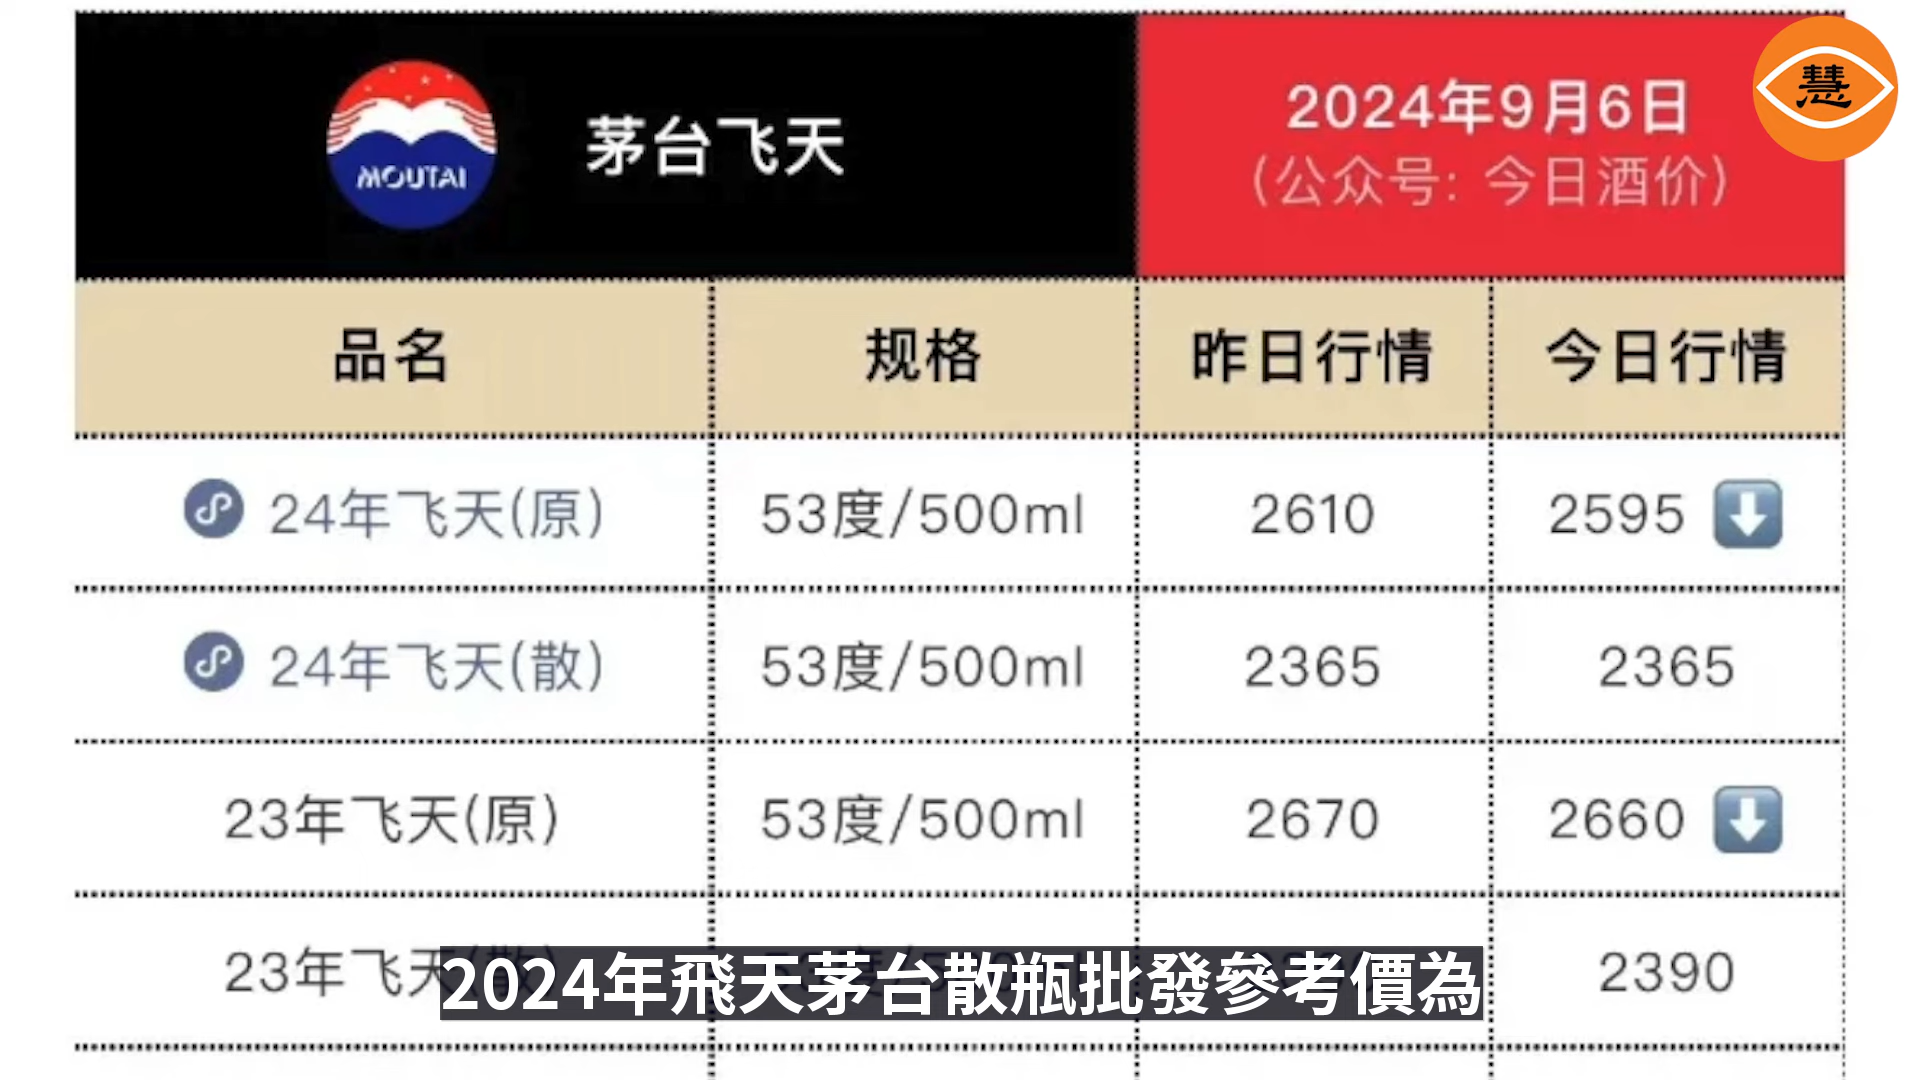 慧
MOUTAI
茅台飞天
2024年9月6日
(公众号: 今日酒价)
品名 规格 昨日行情 今日行情
24年飞天(原) 53度/500ml 2610 2595
24年飞天(散) 53度/500ml 2365 2365
23年飞天(原) 53度/500ml 2670 2660
23年飞天 2390
2024年飛天茅台散瓶批發參考價為